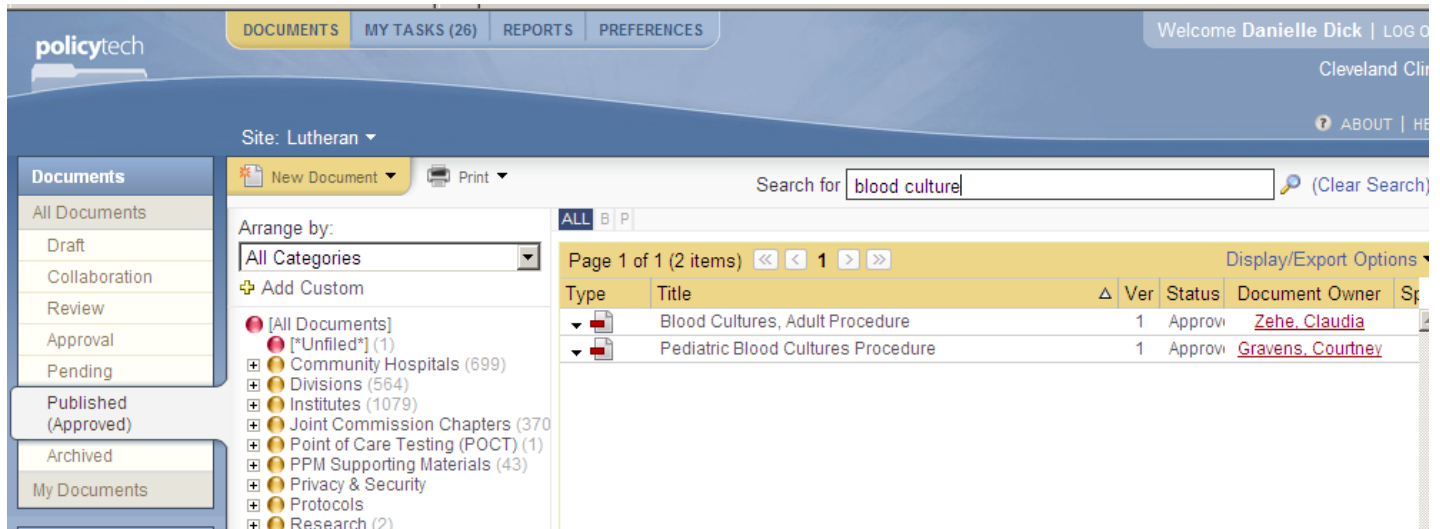 policytech
DOCUMENTS MY TASKS (26) REPORTS PREFERENCES
Welcome Danielle Dick | LOG O
Cleveland Clin
ABOUT | HE
Site: Lutheran
Documents
All Documents
Draft
Collaboration
Review
Approval
Pending
Published
(Approved)
Archived
My Documents
New Document Print
Search for blood culture (Clear Search)
Arrange by:
All Categories
Add Custom
[All Documents]
[*Unfiled*] (1)
Community Hospitals (699)
Divisions (564)
Institutes (1079)
Joint Commission Chapters (370
Point of Care Testing (POCT) (1)
PPM Supporting Materials (43)
Privacy & Security
Protocols
Research (2)
ALL B P
Page 1 of 1 (2 items) << < 1 > >> Display/Export Options
Type Title Ver Status Document Owner Sp
Blood Cultures, Adult Procedure 1 Approv Zehe, Claudia
Pediatric Blood Cultures Procedure 1 Approv Gravens, Courtney